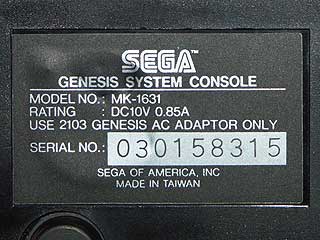 SEGA™
GENESIS SYSTEM CONSOLE
MODEL NO.: MK-1631
RATING : DC10V 0.85A
USE 2103 GENESIS AC ADAPTOR ONLY
SERIAL NO.: 030158315
SEGA OF AMERICA, INC
MADE IN TAIWAN